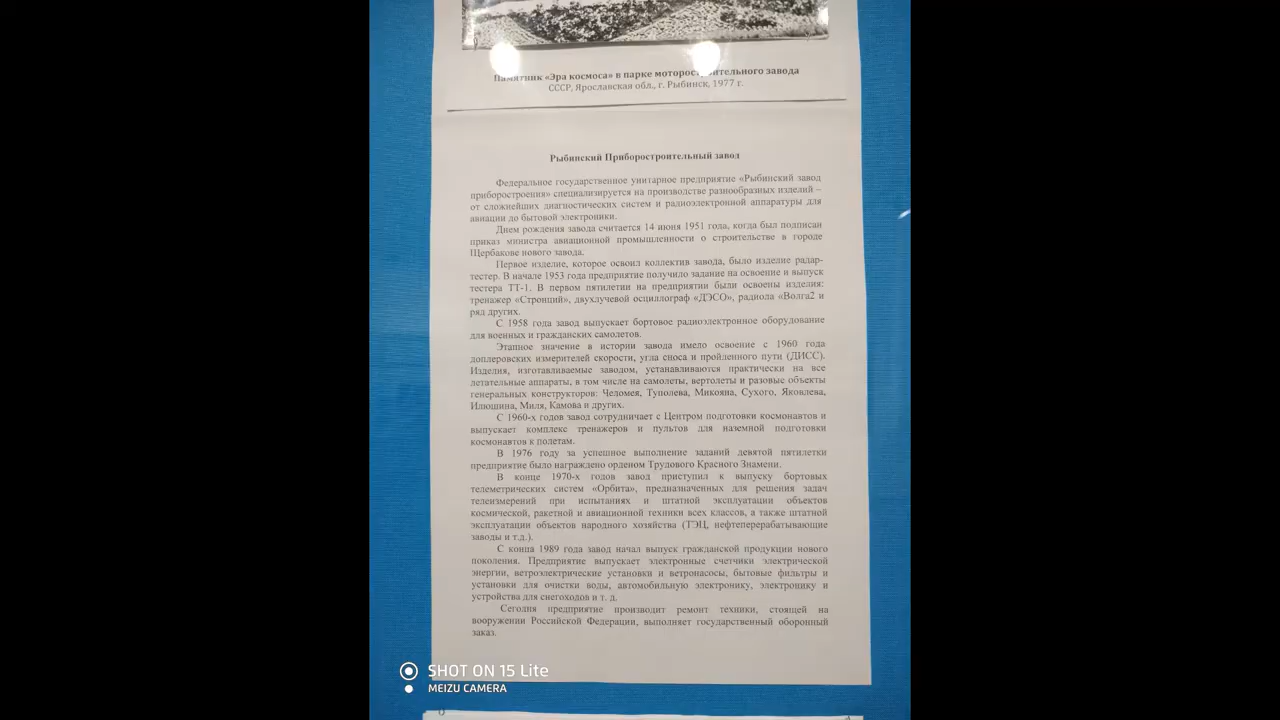 Памятник «Эра космоса» в парке моторостроительного завода
СССР, Ярославская обл., г. Рыбинск, 1977 г.
Рыбинский Приборостроительный завод
Федеральное государственное унитарное предприятие «Рыбинский завод
приборостроения» специализируется на производстве разнообразных изделий –
от сложнейших диагностических систем и радиоэлектронной аппаратуры для
авиации до бытовой электроники.
Днем рождения завода считается 14 июня 1951 года, когда был подписан
приказ министра авиационной промышленности о строительстве в городе
Щербакове нового завода.
Первое изделие, которое освоил коллектив завода, было изделие радар-
тестер. В начале 1953 года предприятие получило задание на освоение и выпуск
тестера ТТ-1. В первом пятилетии на предприятии были освоены изделия:
тренажер «Стронций», двухлучевой осциллограф «ДЭСО», радиола «Волга2 и
ряд других.
С 1958 года завод выпускает бортовое радиоэлектронное оборудование
для военных и гражданских самолетов.
Этапное значение в истории завода имело освоение с 1960 года
доплеровских измерителей скорости, угла сноса и пройденного пути (ДИСС).
Изделия, изготавливаемые заводом, устанавливаются практически на все
летательные аппараты, в том числе на самолеты, вертолеты и разовые объекты
генеральных конструкторов: Челомея, Туполева, Микояна, Сухого, Яковлева,
Илюшина, Миля, Камова и других.
С 1960-х годов завод сотрудничает с Центром подготовки космонавтов и
выпускает комплекс тренажеров и пультов для наземной подготовки
космонавтов к полетам.
В 1976 году за успешное выполнение заданий девятой пятилетки
предприятие было награждено орденом Трудового Красного Знамени.
В конце 1970-х годов завод приступил к выпуску бортовых
телеметрических систем «Орбита», предназначенных для решения задач
телеизмерений при испытаниях и штатной эксплуатации объектов
космической, ракетной и авиационной техники всех классов, а также штатной
эксплуатации объектов народного хозяйства (ТЭЦ, нефтеперерабатывающие
заводы и т.д.).
С конца 1989 года завод начал выпуск гражданской продукции нового
поколения. Предприятие выпускает электронные счетчики электрической
энергии, ветроэлектрические установки и ветронасосы, бытовые фильтры и
установки для очистки воды, автомобильную электронику, электронику и
устройства для снегоходов и т. д.
Сегодня предприятие производит ремонт техники, стоящей на
вооружении Российской Федерации, выполняет государственный оборонный
заказ.
SHOT ON 15 Lite
MEIZU CAMERA